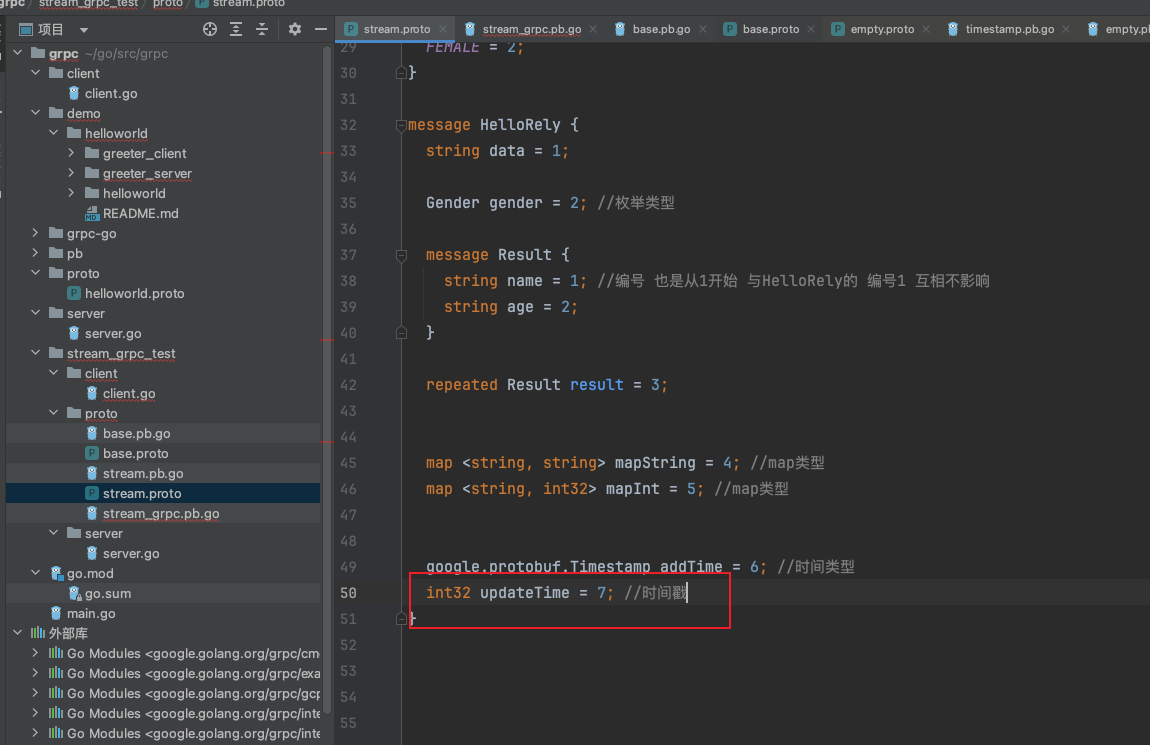 grpc stream_grpc_test proto stream.proto
项目
stream.proto stream_grpc.pb.go base.pb.go base.proto empty.proto timestamp.pb.go
grpc ~/go/src/grpc
client
client.go
demo
helloworld
greeter_client
greeter_server
helloworld
README.md
grpc-go
pb
proto
helloworld.proto
server
server.go
stream_grpc_test
client
client.go
proto
base.pb.go
base.proto
stream.pb.go
stream.proto
stream_grpc.pb.go
server
server.go
go.mod
go.sum
main.go
外部库
Go Modules <google.golang.org/grpc/cm
Go Modules <google.golang.org/grpc/exa
Go Modules <google.golang.org/grpc/gcp
Go Modules <google.golang.org/grpc/inte
Go Modules <google.golang.org/grpc/inte
29 FEMALE = 2;
30 }
31
32 message HelloRely {
33 string data = 1;
34
35 Gender gender = 2; //枚举类型
36
37 message Result {
38 string name = 1; //编号 也是从1开始 与HelloRely的 编号1 互相不影响
39 string age = 2;
40 }
41
42 repeated Result result = 3;
43
44
45 map <string, string> mapString = 4; //map类型
46 map <string, int32> mapInt = 5; //map类型
47
48
49 google.protobuf.Timestamp addTime = 6; //时间类型
50 int32 updateTime = 7; //时间戳
51 }
52
53
54
55